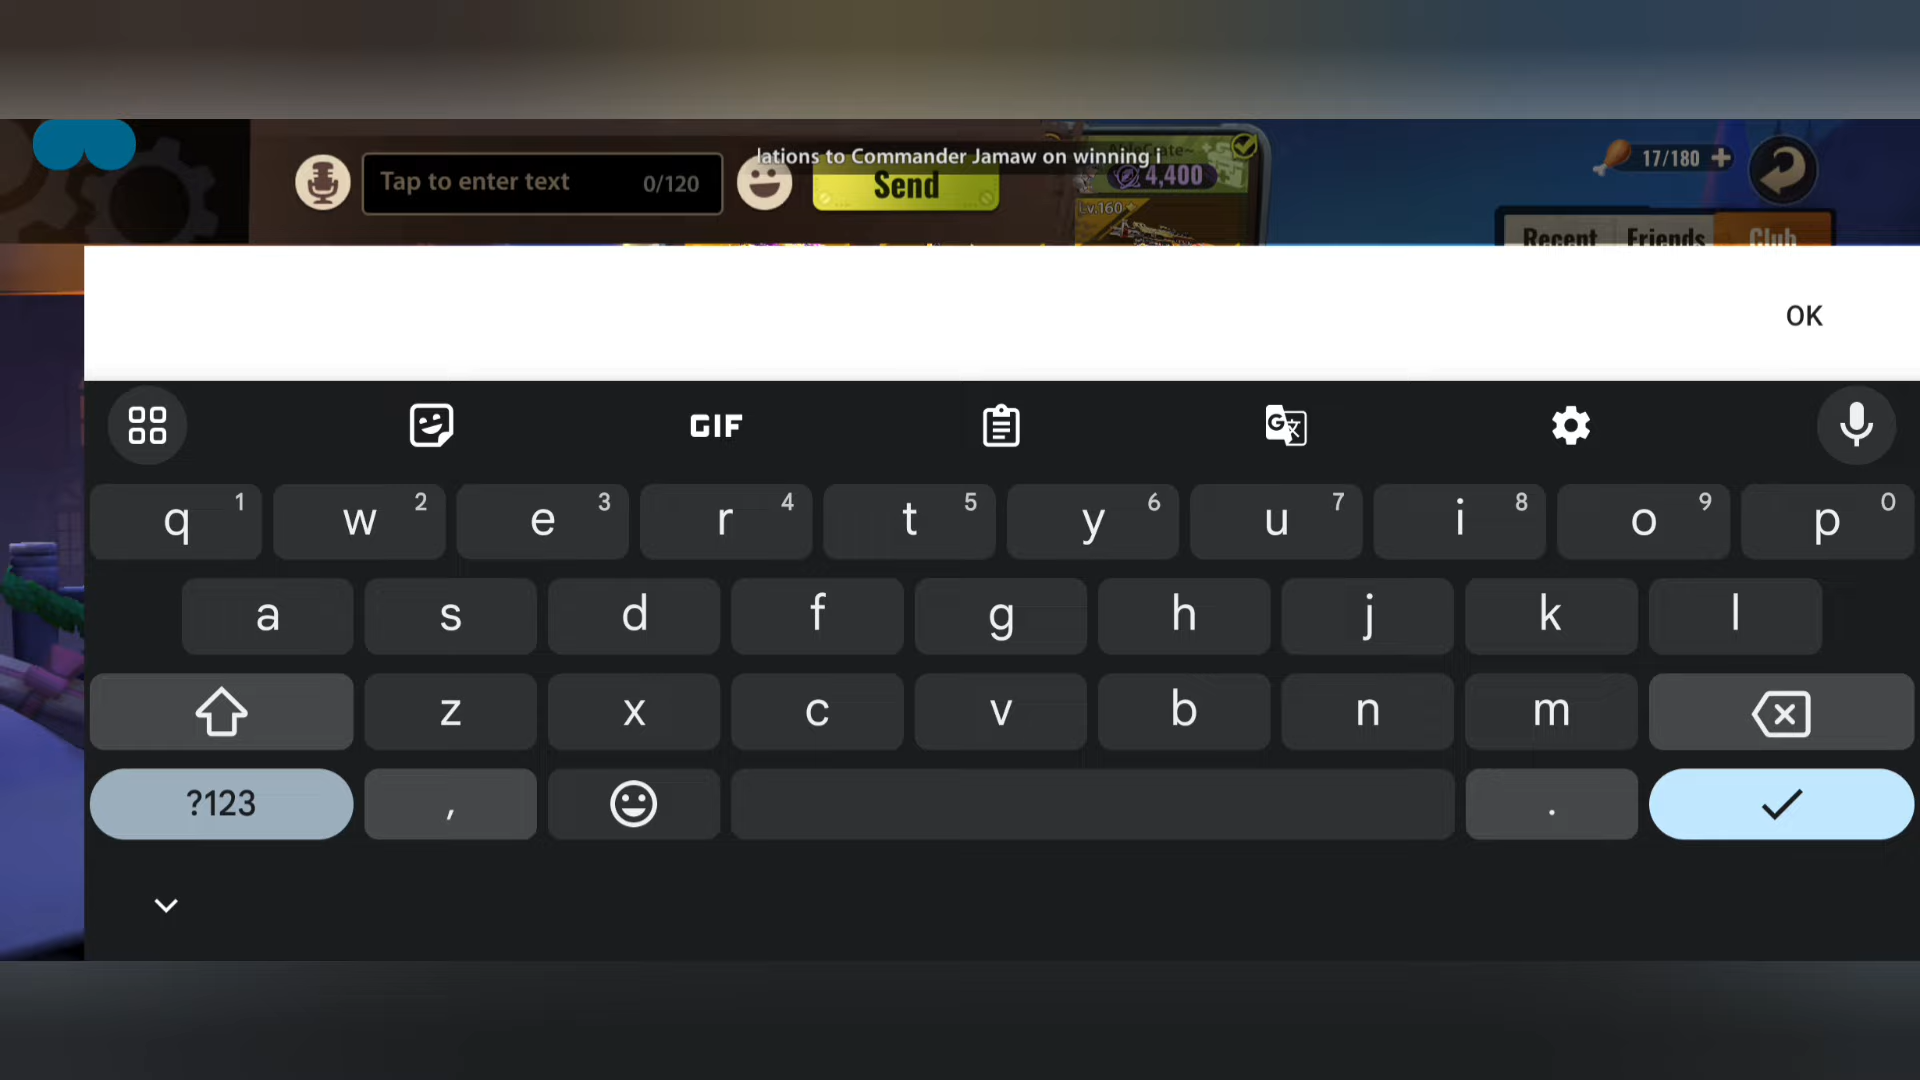 lations to Commander Jamaw on winning i
Tap to enter text
0/120
Send
4,400
Lv.160
17/180
Recent
Friends
Club
OK
GIF
q 1 w 2 e 3 r 4 t 5 y 6 u 7 i 8 o 9 p 0
a s d f g h j k l
z x c v b n m
?123 , .